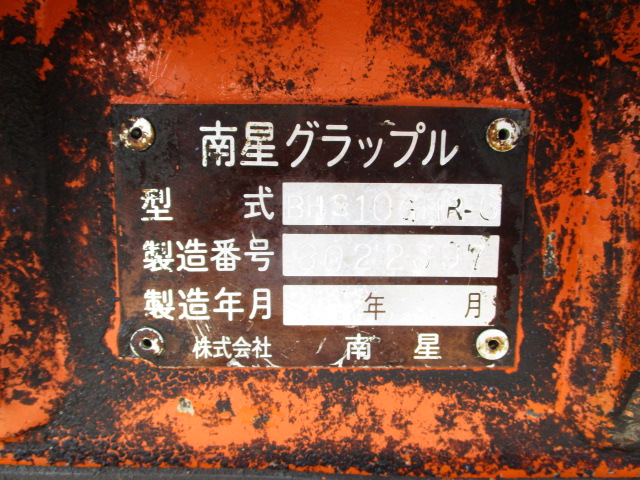 南星グラップル
型 式
製造番号
製造年月 年 月
株式会社 南星